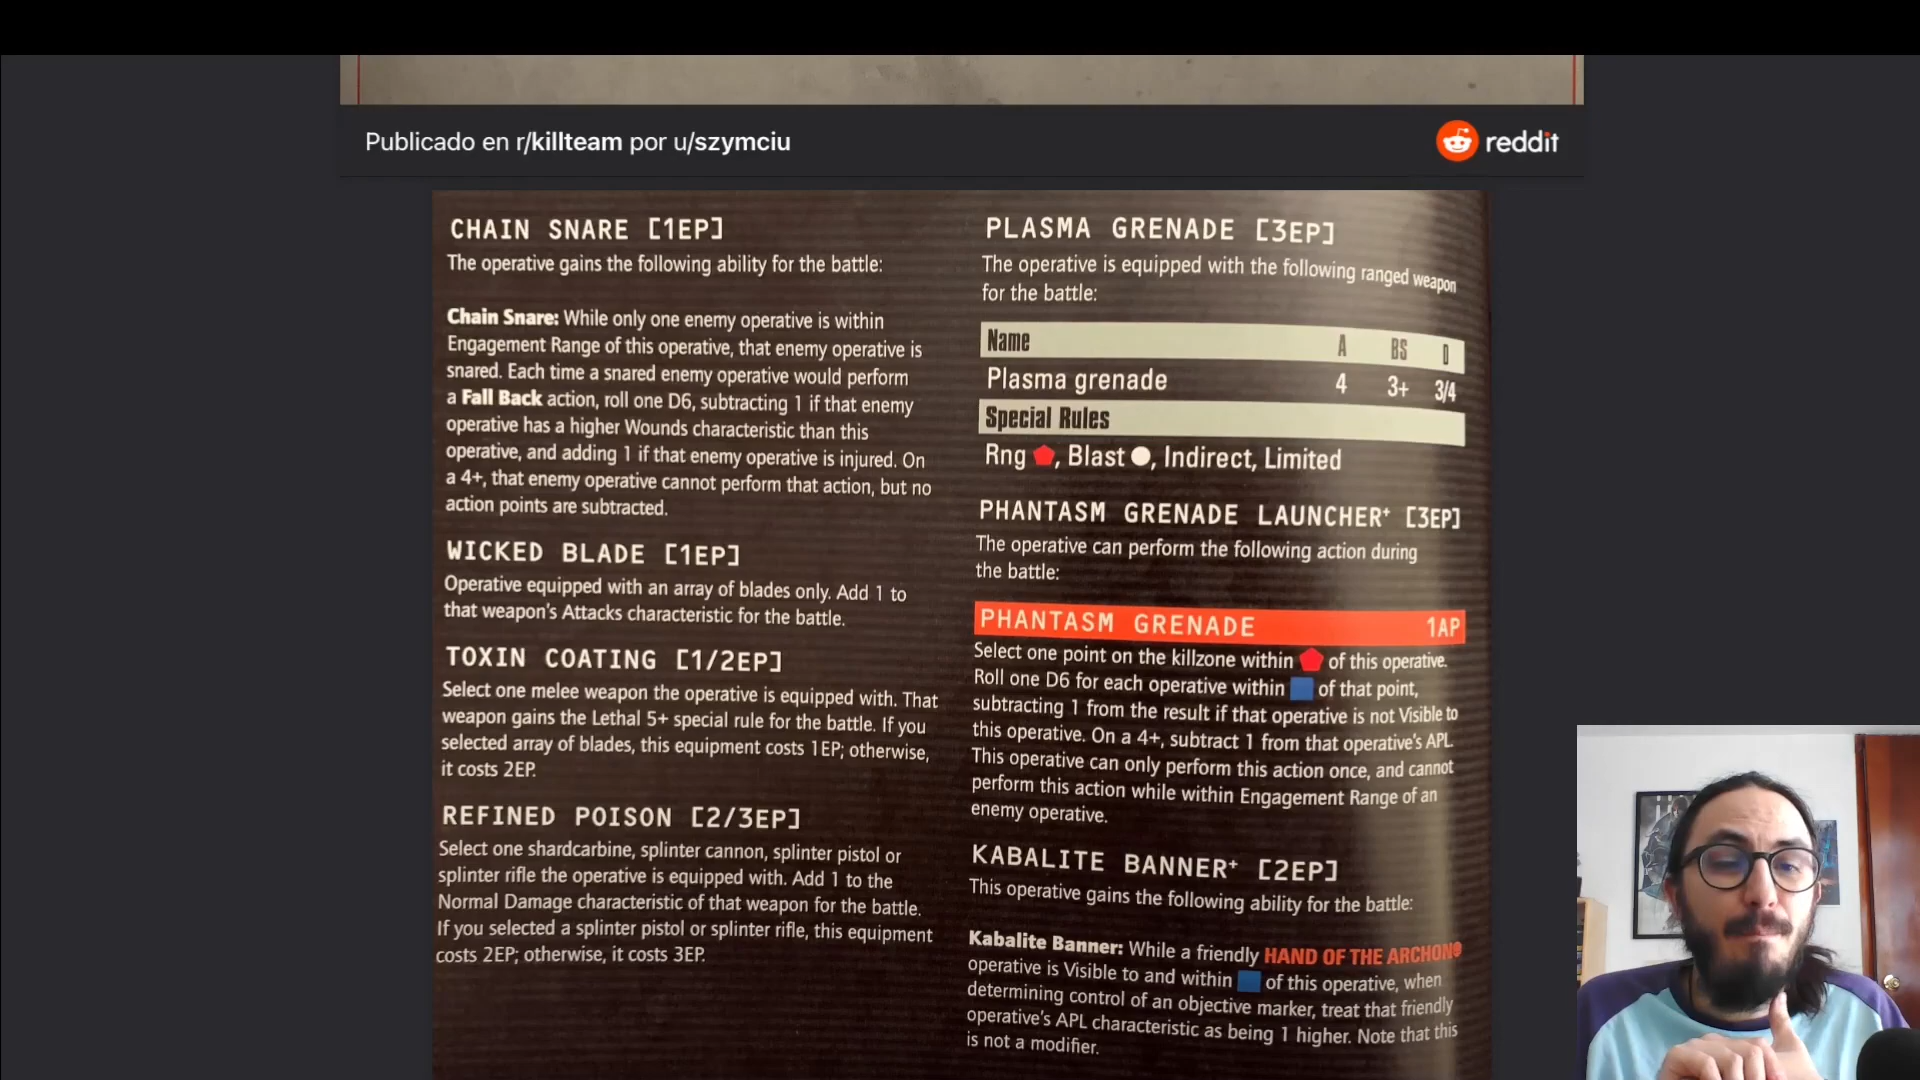 Publicado en r/killteam por u/szymciu
reddit
CHAIN SNARE [1EP]
The operative gains the following ability for the battle:
Chain Snare: While only one enemy operative is within
Engagement Range of this operative, that enemy operative is
snared. Each time a snared enemy operative would perform
a Fall Back action, roll one D6, subtracting 1 if that enemy
operative has a higher Wounds characteristic than this
operative, and adding 1 if that enemy operative is injured. On
a 4+, that enemy operative cannot perform that action, but no
action points are subtracted.
WICKED BLADE [1EP]
Operative equipped with an array of blades only. Add 1 to
that weapon's Attacks characteristic for the battle.
TOXIN COATING [1/2EP]
Select one melee weapon the operative is equipped with. That
weapon gains the Lethal 5+ special rule for the battle. If you
selected array of blades, this equipment costs 1EP; otherwise,
it costs 2EP.
REFINED POISON [2/3EP]
Select one shardcarbine, splinter cannon, splinter pistol or
splinter rifle the operative is equipped with. Add 1 to the
Normal Damage characteristic of that weapon for the battle.
If you selected a splinter pistol or splinter rifle, this equipment
costs 2EP; otherwise, it costs 3EP.
PLASMA GRENADE [3EP]
The operative is equipped with the following ranged weapon
for the battle:
Name A BS D
Plasma grenade 4 3+ 3/4
Special Rules
Rng , Blast , Indirect, Limited
PHANTASM GRENADE LAUNCHER+ [3EP]
The operative can perform the following action during
the battle:
PHANTASM GRENADE 1AP
Select one point on the killzone within of this operative.
Roll one D6 for each operative within of that point,
subtracting 1 from the result if that operative is not Visible to
this operative. On a 4+, subtract 1 from that operative's APL.
This operative can only perform this action once, and cannot
perform this action while within Engagement Range of an
enemy operative.
KABALITE BANNER+ [2EP]
This operative gains the following ability for the battle:
Kabalite Banner: While a friendly HAND OF THE ARCHON
operative is Visible to and within of this operative, when
determining control of an objective marker, treat that friendly
operative's APL characteristic as being 1 higher. Note that this
is not a modifier.